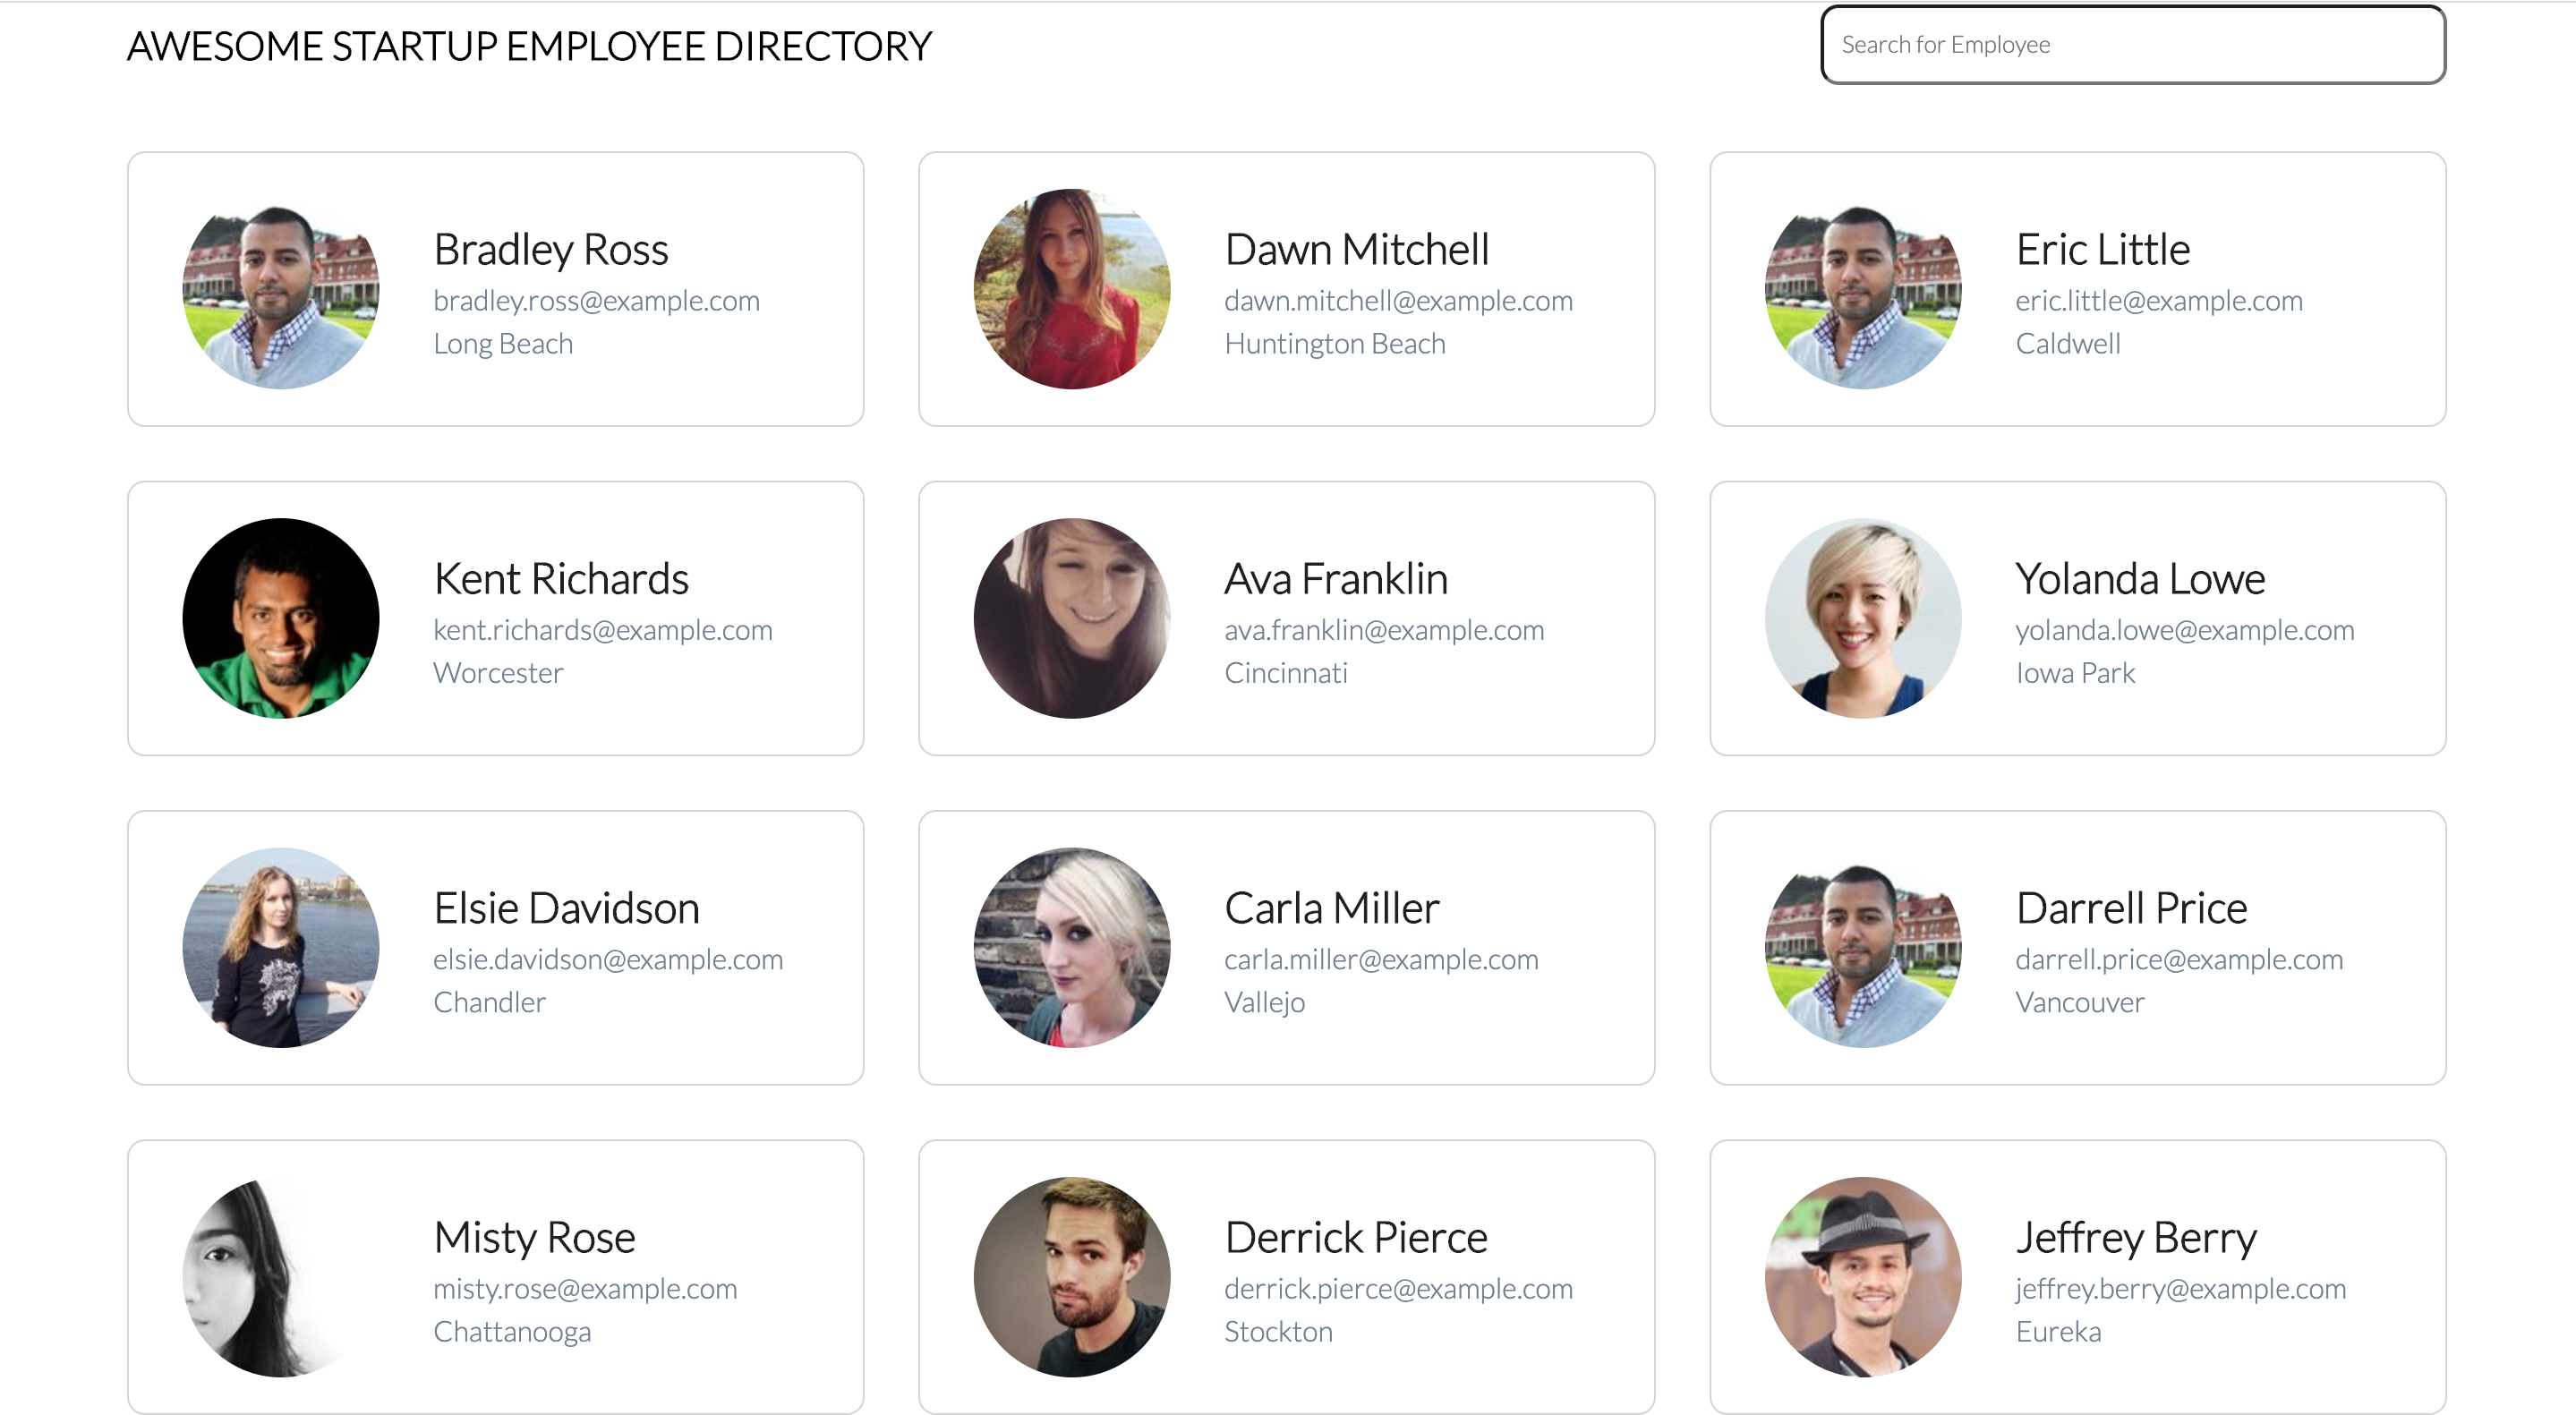 AWESOME STARTUP EMPLOYEE DIRECTORY
Search for Employee
Bradley Ross
bradley.ross@example.com
Long Beach
Dawn Mitchell
dawn.mitchell@example.com
Huntington Beach
Eric Little
eric.little@example.com
Caldwell
Kent Richards
kent.richards@example.com
Worcester
Ava Franklin
ava.franklin@example.com
Cincinnati
Yolanda Lowe
yolanda.lowe@example.com
Iowa Park
Elsie Davidson
elsie.davidson@example.com
Chandler
Carla Miller
carla.miller@example.com
Vallejo
Darrell Price
darrell.price@example.com
Vancouver
Misty Rose
misty.rose@example.com
Chattanooga
Derrick Pierce
derrick.pierce@example.com
Stockton
Jeffrey Berry
jeffrey.berry@example.com
Eureka